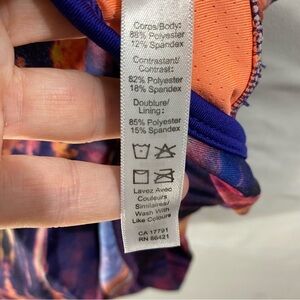 Corps/Body:
88% Polyester
12% Spandex
Contrastant/
Contrast:
82% Polyester
18% Spandex
Doublure/
Lining:
85% Polyester
15% Spandex
Lavez Avec
Couleurs
Similaires/
Wash With
Like Colours
CA 17791
RN 86421